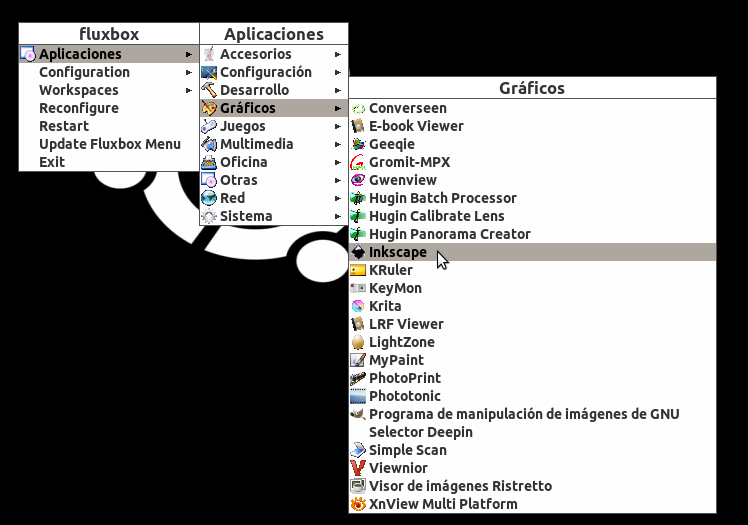 fluxbox
Aplicaciones
Configuration
Workspaces
Reconfigure
Restart
Update Fluxbox Menu
Exit
Aplicaciones
Accesorios
Configuración
Desarrollo
Gráficos
Juegos
Multimedia
Oficina
Otras
Red
Sistema
Gráficos
Converseen
E-book Viewer
Geeqie
Gromit-MPX
Gwenview
Hugin Batch Processor
Hugin Calibrate Lens
Hugin Panorama Creator
Inkscape
KRuler
KeyMon
Krita
LRF Viewer
LightZone
MyPaint
PhotoPrint
Phototonic
Programa de manipulación de imágenes de GNU
Selector Deepin
Simple Scan
Viewnior
Visor de imágenes Ristretto
XnView Multi Platform